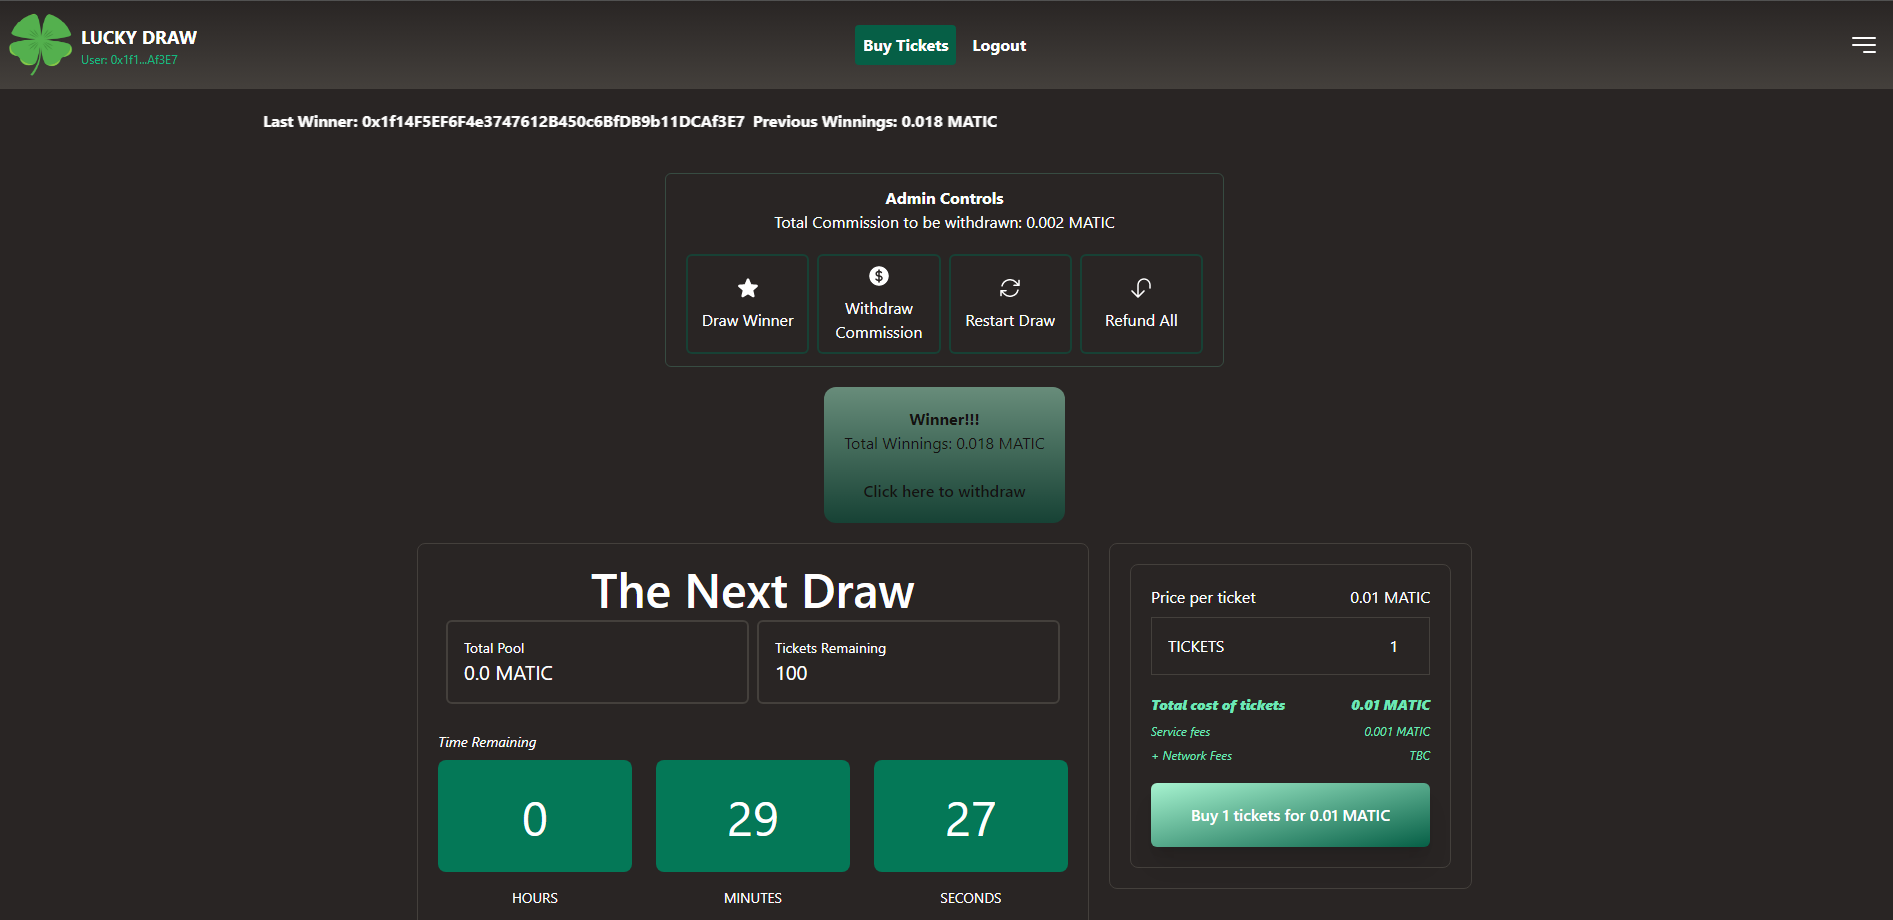 LUCKY DRAW
User: 0x1f1...Af3E7
Buy Tickets
Logout
Last Winner: 0x1f14F5EF6F4e3747612B450c6BfDB9b11DCAf3E7 Previous Winnings: 0.018 MATIC
Admin Controls
Total Commission to be withdrawn: 0.002 MATIC
Draw Winner
Withdraw
Commission
Restart Draw
Refund All
Winner!!!
Total Winnings: 0.018 MATIC
Click here to withdraw
The Next Draw
Total Pool
0.0 MATIC
Tickets Remaining
100
Time Remaining
0
29
27
HOURS
MINUTES
SECONDS
Price per ticket 0.01 MATIC
TICKETS 1
Total cost of tickets 0.01 MATIC
Service fees 0.001 MATIC
+ Network Fees TBC
Buy 1 tickets for 0.01 MATIC